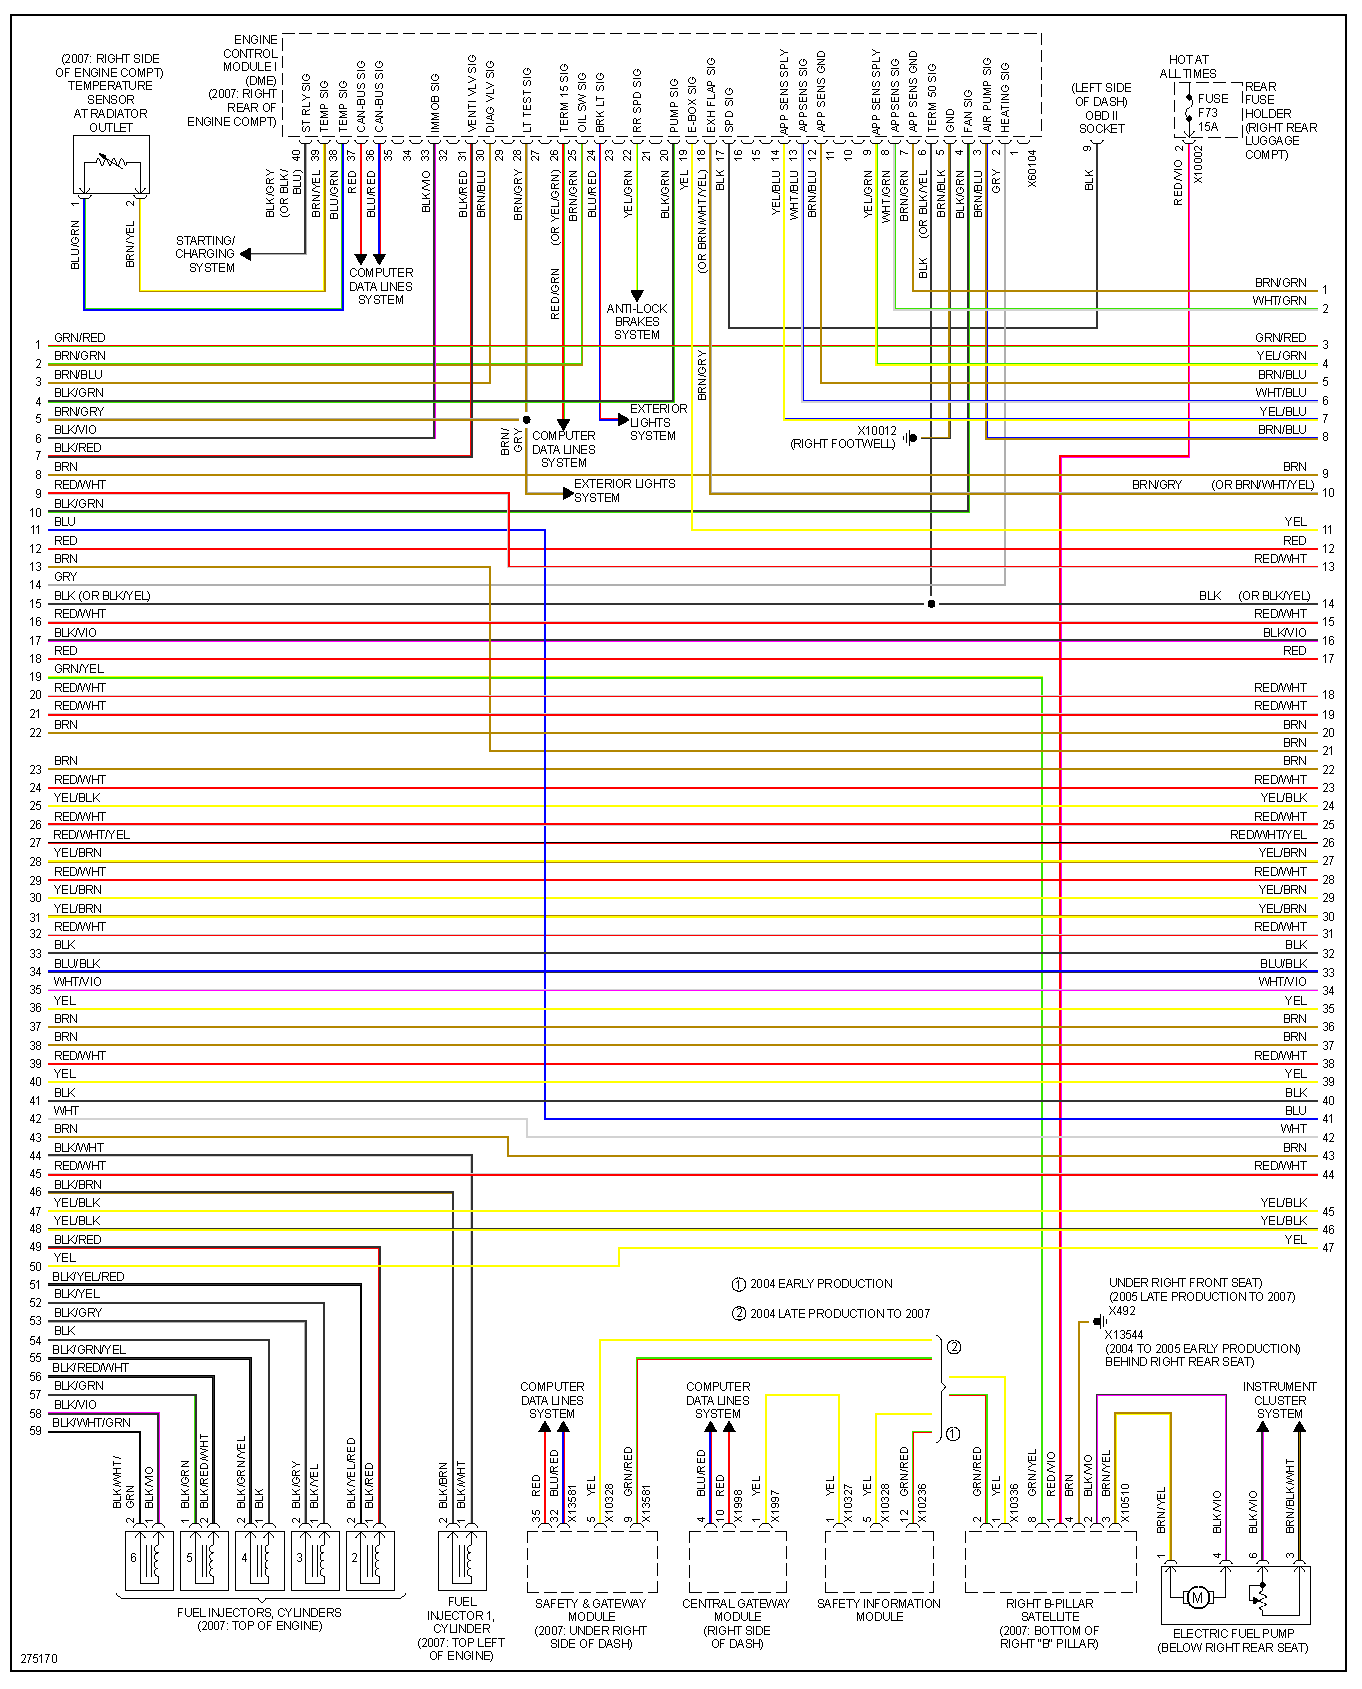 ENGINE
CONTROL
MODULE I
(DME)
(2007: RIGHT
REAR OF
ENGINE COMPT)
(2007: RIGHT SIDE
OF ENGINE COMPT)
TEMPERATURE
SENSOR
AT RADIATOR
OUTLET
ST RLY SIG
TEMP SIG
TEMP SIG
CAN-BUS SIG
CAN-BUS SIG
IMMOB SIG
VENTI VLV SIG
DIAG VLV SIG
LT TEST SIG
TERM 15 SIG
OIL SW SIG
BRK LT SIG
RR SPD SIG
PUMP SIG
E-BOX SIG
EXH FLAP SIG
SPD SIG
APP SENS SPLY
APPSENS SIG
APP SENS GND
APP SENS SPLY
APPSENS SIG
APP SENS GND
TERM 50 SIG
GND
FAN SIG
AIR PUMP SIG
HEATING SIG
40 39 38 37 36 35 34 33 32 31 30 29 28 27 26 25 24 23 22 21 20 19 18 17 16 15 14 13 12 11 10 9 8 7 6 5 4 3 2 1
X60104
BLK/GRY
(OR BLK/
BLU)
BRN/YEL
BLU/GRN
RED
BLU/RED
BLK/VIO
BLK/RED
BRN/BLU
BRN/GRY
(OR YEL/GRN)
RED/GRN
BRN/GRN
BLU/RED
YEL/GRN
BLK/GRN
YEL
(OR BRN/WHT/YEL)
BRN/GRY
BLK
YEL/BLU
WHT/BLU
BRN/BLU
YEL/GRN
WHT/GRN
BRN/GRN
(OR BLK/YEL)
BLK
BRN/BLK
BLK/GRN
BRN/BLU
GRY
(LEFT SIDE
OF DASH)
OBD II
SOCKET
9
BLK
HOT AT
ALL TIMES
FUSE
F73
15A
REAR
FUSE
HOLDER
(RIGHT REAR
LUGGAGE
COMPT)
2
X10002
RED/VIO
1
2
BLU/GRN
BRN/YEL
STARTING/
CHARGING
SYSTEM
COMPUTER
DATA LINES
SYSTEM
ANTI-LOCK
BRAKES
SYSTEM
EXTERIOR
LIGHTS
SYSTEM
COMPUTER
DATA LINES
SYSTEM
BRN/
GRY
EXTERIOR LIGHTS
SYSTEM
X10012
(RIGHT FOOTWELL)
1 GRN/RED
2 BRN/GRN
3 BRN/BLU
4 BLK/GRN
5 BRN/GRY
6 BLK/VIO
7 BLK/RED
8 BRN
9 RED/WHT
10 BLK/GRN
11 BLU
12 RED
13 BRN
14 GRY
15 BLK (OR BLK/YEL)
16 RED/WHT
17 BLK/VIO
18 RED
19 GRN/YEL
20 RED/WHT
21 RED/WHT
22 BRN
23 BRN
24 RED/WHT
25 YEL/BLK
26 RED/WHT
27 RED/WHT/YEL
28 YEL/BRN
29 RED/WHT
30 YEL/BRN
31 YEL/BRN
32 RED/WHT
33 BLK
34 BLU/BLK
35 WHT/VIO
36 YEL
37 BRN
38 BRN
39 RED/WHT
40 YEL
41 BLK
42 WHT
43 BRN
44 BLK/WHT
45 RED/WHT
46 BLK/BRN
47 YEL/BLK
48 YEL/BLK
49 BLK/RED
50 YEL
51 BLK/YEL/RED
52 BLK/YEL
53 BLK/GRY
54 BLK
55 BLK/GRN/YEL
56 BLK/RED/WHT
57 BLK/GRN
58 BLK/VIO
59 BLK/WHT/GRN
BRN/GRN 1
WHT/GRN 2
GRN/RED 3
YEL/GRN 4
BRN/BLU 5
WHT/BLU 6
YEL/BLU 7
BRN/BLU 8
BRN 9
BRN/GRY (OR BRN/WHT/YEL) 10
YEL 11
RED 12
RED/WHT 13
BLK (OR BLK/YEL) 14
RED/WHT 15
BLK/VIO 16
RED 17
RED/WHT 18
RED/WHT 19
BRN 20
BRN 21
BRN 22
RED/WHT 23
YEL/BLK 24
RED/WHT 25
RED/WHT/YEL 26
YEL/BRN 27
RED/WHT 28
YEL/BRN 29
YEL/BRN 30
RED/WHT 31
BLK 32
BLU/BLK 33
WHT/VIO 34
YEL 35
BRN 36
BRN 37
RED/WHT 38
YEL 39
BLK 40
BLU 41
WHT 42
BRN 43
RED/WHT 44
YEL/BLK 45
YEL/BLK 46
YEL 47
1 2004 EARLY PRODUCTION
2 2004 LATE PRODUCTION TO 2007
2
1
UNDER RIGHT FRONT SEAT)
(2005 LATE PRODUCTION TO 2007)
X492
X13544
(2004 TO 2005 EARLY PRODUCTION)
BEHIND RIGHT REAR SEAT)
COMPUTER
DATA LINES
SYSTEM
COMPUTER
DATA LINES
SYSTEM
INSTRUMENT
CLUSTER
SYSTEM
BLK/WHT/
GRN
BLK/VIO
BLK/GRN
BLK/RED/WHT
BLK/GRN/YEL
BLK
BLK/GRY
BLK/YEL
BLK/YEL/RED
BLK/RED
BLK/BRN
BLK/WHT
2 1 1 2 2 1 2 1 2 1 2 1
RED
BLU/RED
YEL
GRN/RED
35 32 X13581 5 X10328 9 X13581
BLU/RED
RED
YEL
4 10 X1998 1 X1997
YEL
YEL
GRN/RED
1 X10327 5 X10328 12 X10236
GRN/RED
YEL
GRN/YEL
RED/VIO
BRN
BLK/VIO
BRN/YEL
2 1 X10336 8 1 4 2 3 X10510
BRN/YEL
BLK/VIO
BLK/VIO
BRN/BLK/WHT
1 4 6 3
6
5
4
3
2
M
FUEL INJECTORS, CYLINDERS
(2007: TOP OF ENGINE)
FUEL
INJECTOR 1,
CYLINDER
(2007: TOP LEFT
OF ENGINE)
SAFETY & GATEWAY
MODULE
(2007: UNDER RIGHT
SIDE OF DASH)
CENTRAL GATEWAY
MODULE
(RIGHT SIDE
OF DASH)
SAFETY INFORMATION
MODULE
RIGHT B-PILLAR
SATELLITE
(2007: BOTTOM OF
RIGHT "B" PILLAR)
ELECTRIC FUEL PUMP
(BELOW RIGHT REAR SEAT)
275170